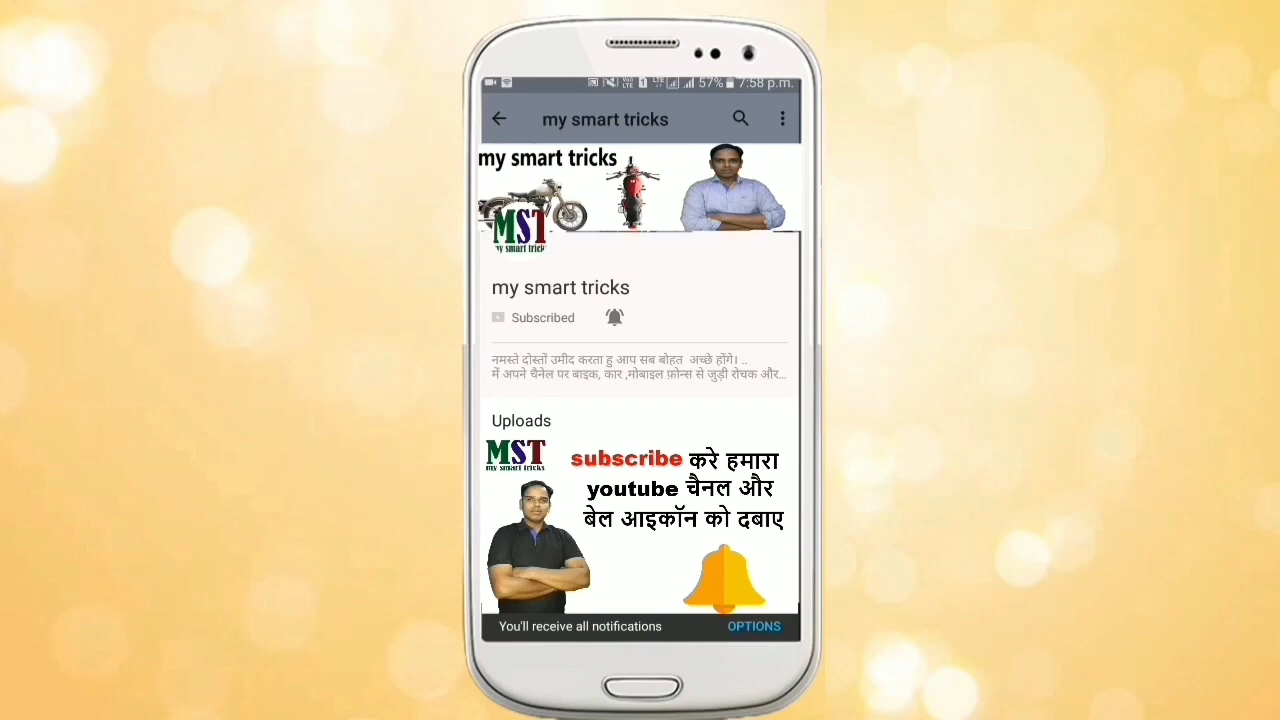 57% 7:58 p.m.
my smart tricks
my smart tricks
MST
my smart trick
my smart tricks
Subscribed
नमस्ते दोस्तों उमीद करता हु आप सब बोहत अच्छे होंगे। ..
में अपने चैनेल पर बाइक, कार ,मोबाइल फ़ोन्स से जुड़ी रोचक और...
Uploads
MST
my smart tricks
subscribe करे हमारा
youtube चैनल और
बेल आइकॉन को दबाए
You'll receive all notifications OPTIONS